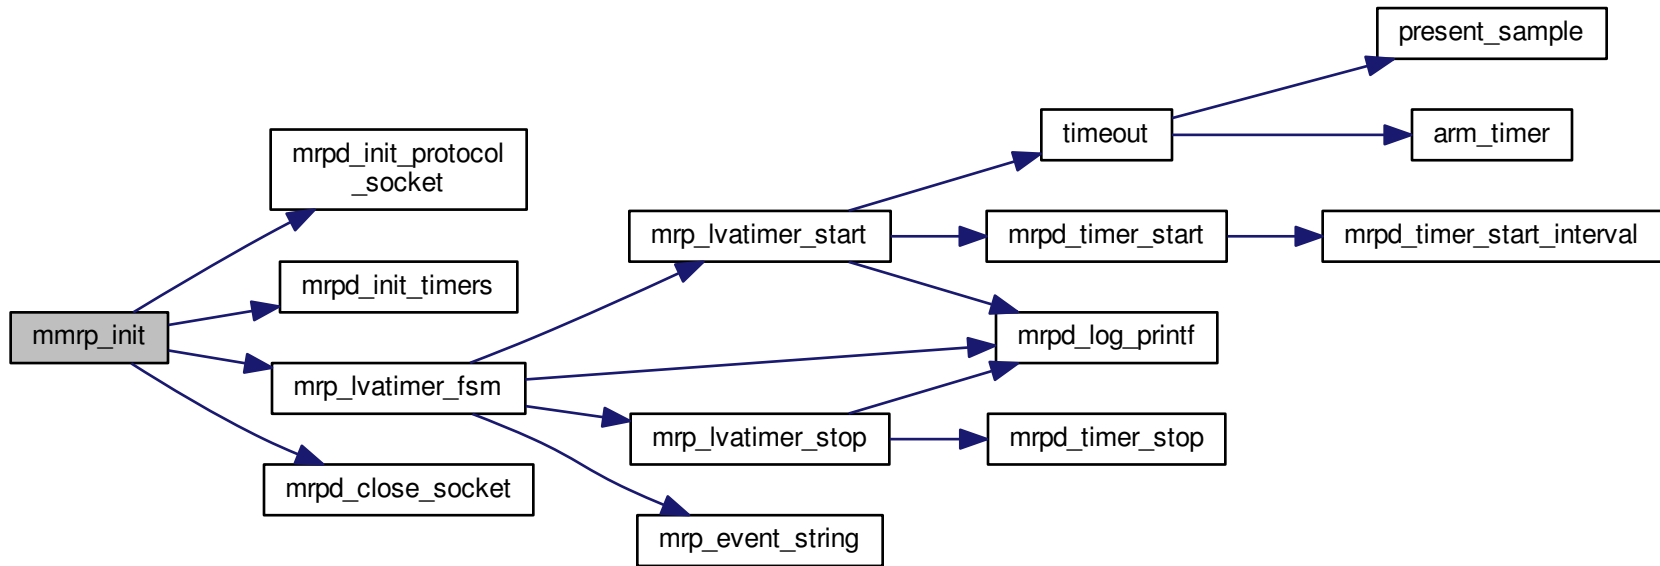 present_sample
timeout
arm_timer
mrpd_init_protocol
_socket
mrp_lvatimer_start
mrpd_timer_start
mrpd_timer_start_interval
mrpd_init_timers
mmrp_init
mrpd_log_printf
mrp_lvatimer_fsm
mrp_lvatimer_stop
mrpd_timer_stop
mrpd_close_socket
mrp_event_string